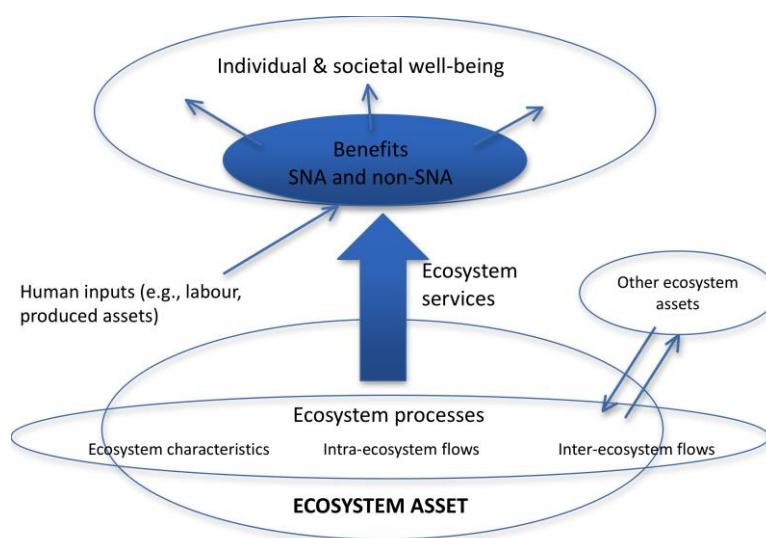 Individual & societal well-being
Benefits
SNA and non-SNA
Ecosystem
services
Human inputs (e.g., labour,
produced assets)
Other ecosystem
assets
Ecosystem processes
Ecosystem characteristics
Intra-ecosystem flows
Inter-ecosystem flows
ECOSYSTEM ASSET